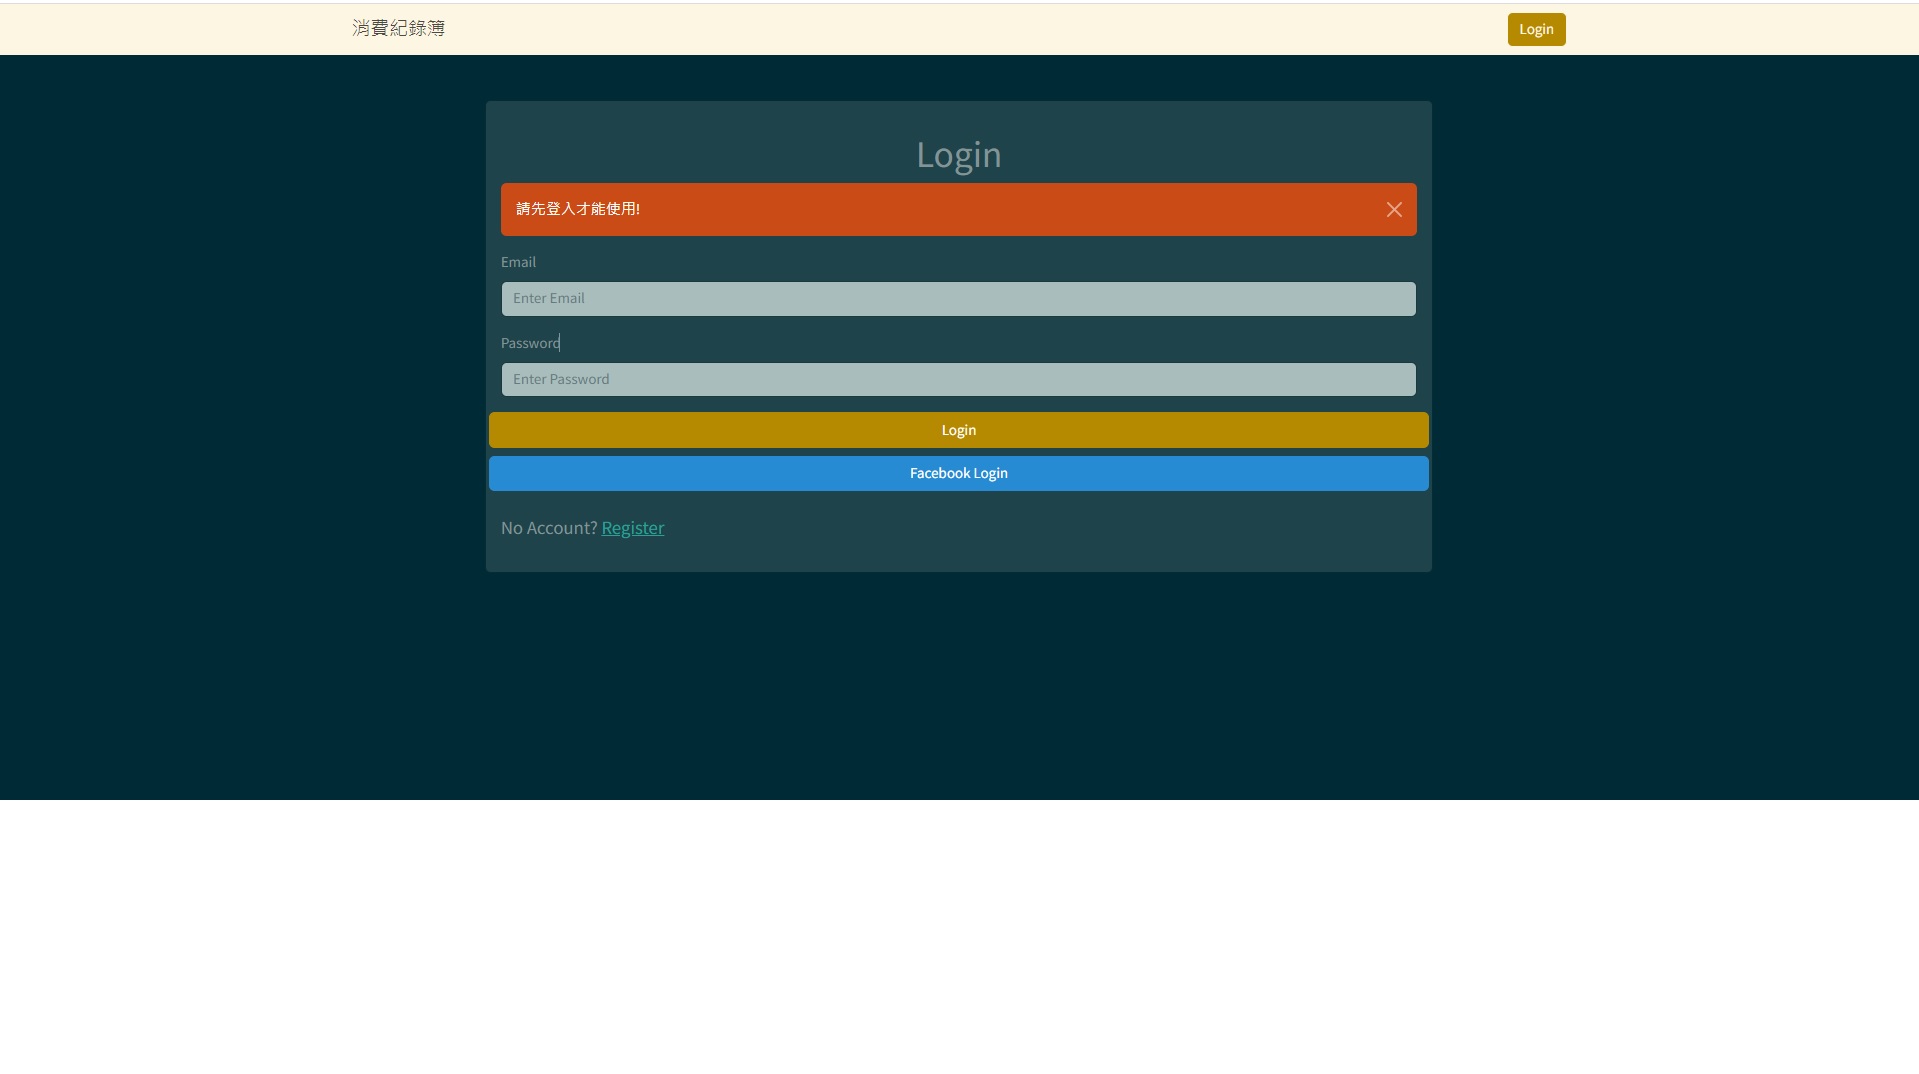 消費紀錄簿
Login
Login
請先登入才能使用!
Email
Enter Email
Password
Enter Password
Login
Facebook Login
No Account? Register